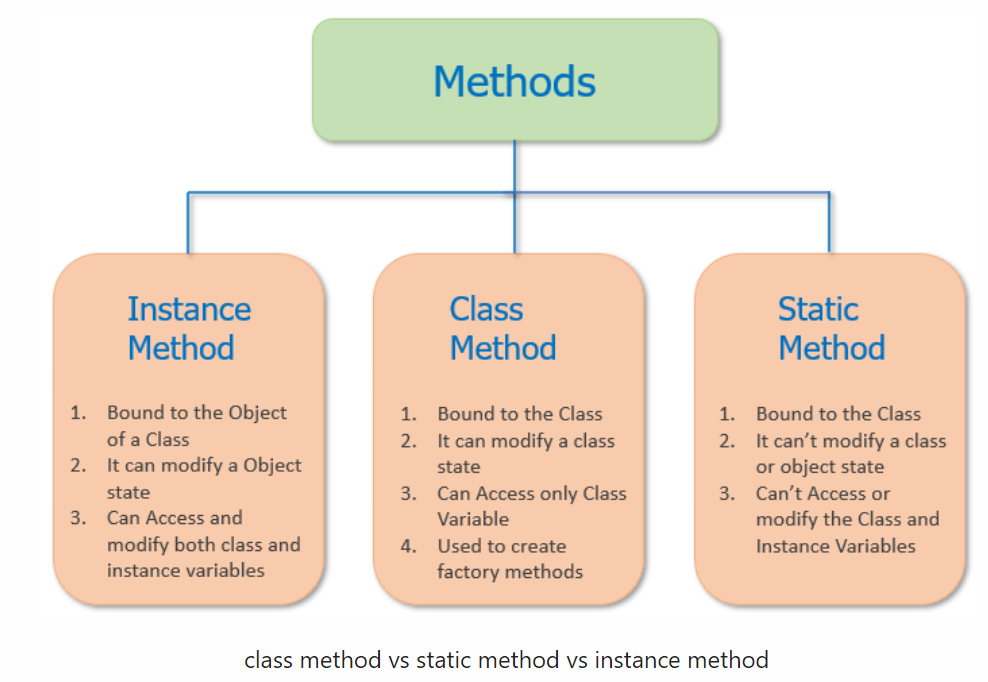 Methods
Instance
Method
1. Bound to the Object
of a Class
2. It can modify a Object
state
3. Can Access and
modify both class and
instance variables
Class
Method
1. Bound to the Class
2. It can modify a class
state
3. Can Access only Class
Variable
4. Used to create
factory methods
Static
Method
1. Bound to the Class
2. It can’t modify a class
or object state
3. Can’t Access or
modify the Class and
Instance Variables
class method vs static method vs instance method